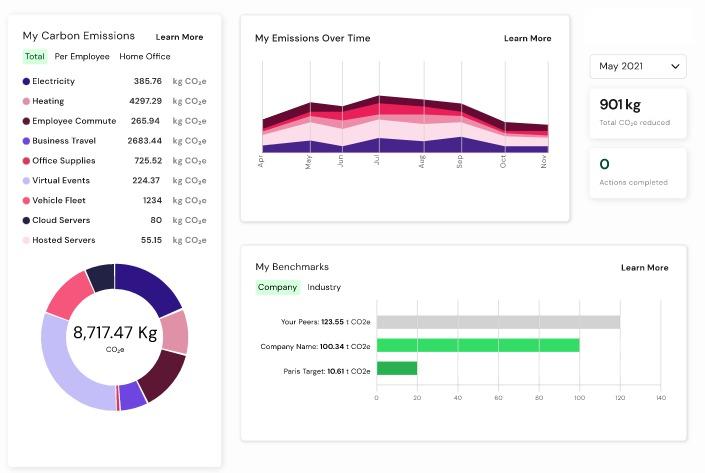 My Carbon Emissions Learn More
Total Per Employee Home Office
Electricity 385.76 kg CO₂e
Heating 4297.29 kg CO₂e
Employee Commute 265.94 kg CO₂e
Business Travel 2683.44 kg CO₂e
Office Supplies 725.52 kg CO₂e
Virtual Events 224.37 kg CO₂e
Vehicle Fleet 1234 kg CO₂e
Cloud Servers 80 kg CO₂e
Hosted Servers 55.15 kg CO₂e
8,717.47 Kg
CO₂e
My Emissions Over Time Learn More
Apr May Jun Jul Aug Sep Oct Nov
May 2021
901 kg
Total CO₂e reduced
0
Actions completed
My Benchmarks Learn More
Company Industry
Your Peers: 123.55 t CO2e
Company Name: 100.34 t CO2e
Paris Target: 10.61 t CO2e
0 20 40 60 80 100 120 140